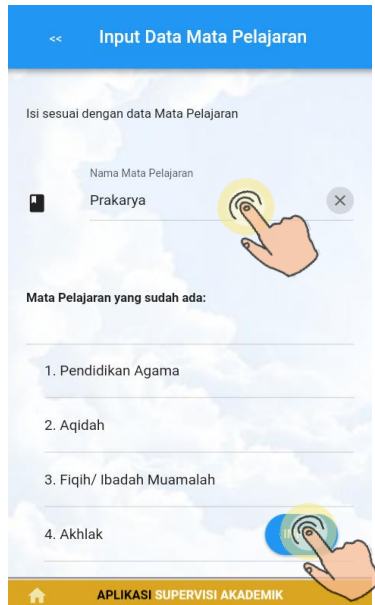 << Input Data Mata Pelajaran
Isi sesuai dengan data Mata Pelajaran
Nama Mata Pelajaran
Prakarya
Mata Pelajaran yang sudah ada:
1. Pendidikan Agama
2. Aqidah
3. Fiqih/ Ibadah Muamalah
4. Akhlak
APLIKASI SUPERVISI AKADEMIK